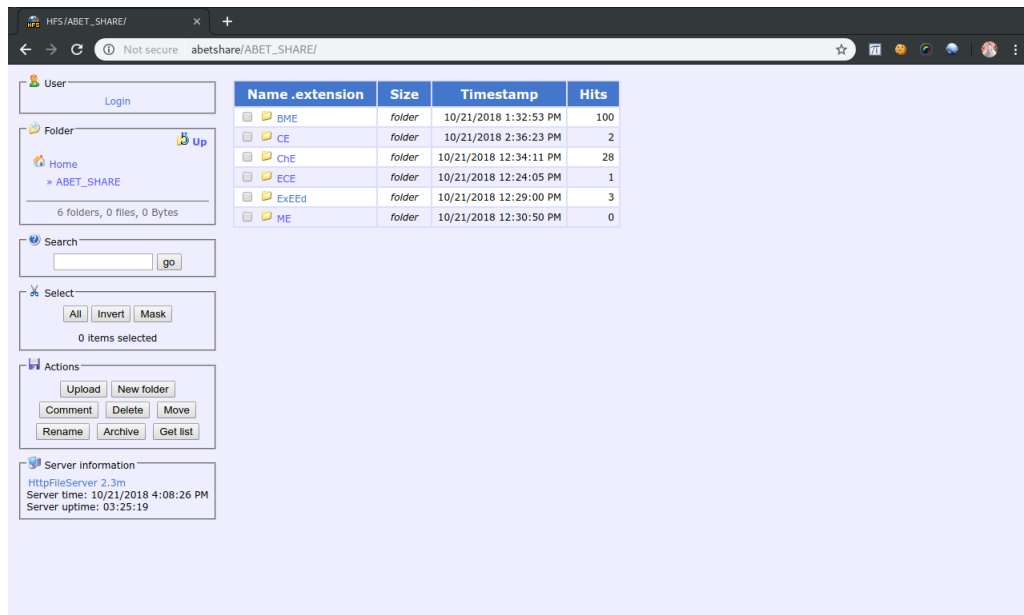 HFS/ABET_SHARE/
Not secure abetshare/ABET_SHARE/
User
Login
Folder
Up
Home
» ABET_SHARE
6 folders, 0 files, 0 Bytes
Search
go
Select
All Invert Mask
0 items selected
Actions
Upload New folder
Comment Delete Move
Rename Archive Get list
Server information
HttpFileServer 2.3m
Server time: 10/21/2018 4:08:26 PM
Server uptime: 03:25:19
Name.extension Size Timestamp Hits
BME folder 10/21/2018 1:32:53 PM 100
CE folder 10/21/2018 2:36:23 PM 2
ChE folder 10/21/2018 12:34:11 PM 28
ECE folder 10/21/2018 12:24:05 PM 1
ExEEd folder 10/21/2018 12:29:00 PM 3
ME folder 10/21/2018 12:30:50 PM 0